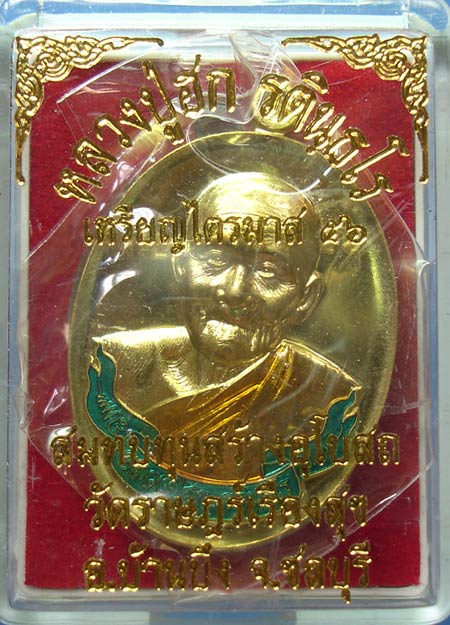 หลวงปู่ฮัก รตินฺธโร
เหรียญไตรมาส ๕๖
สมทบทุนสร้างอุโบสถ
วัดราษฎร์เรืองสุข
อ.บ้านบึง จ.ชลบุรี